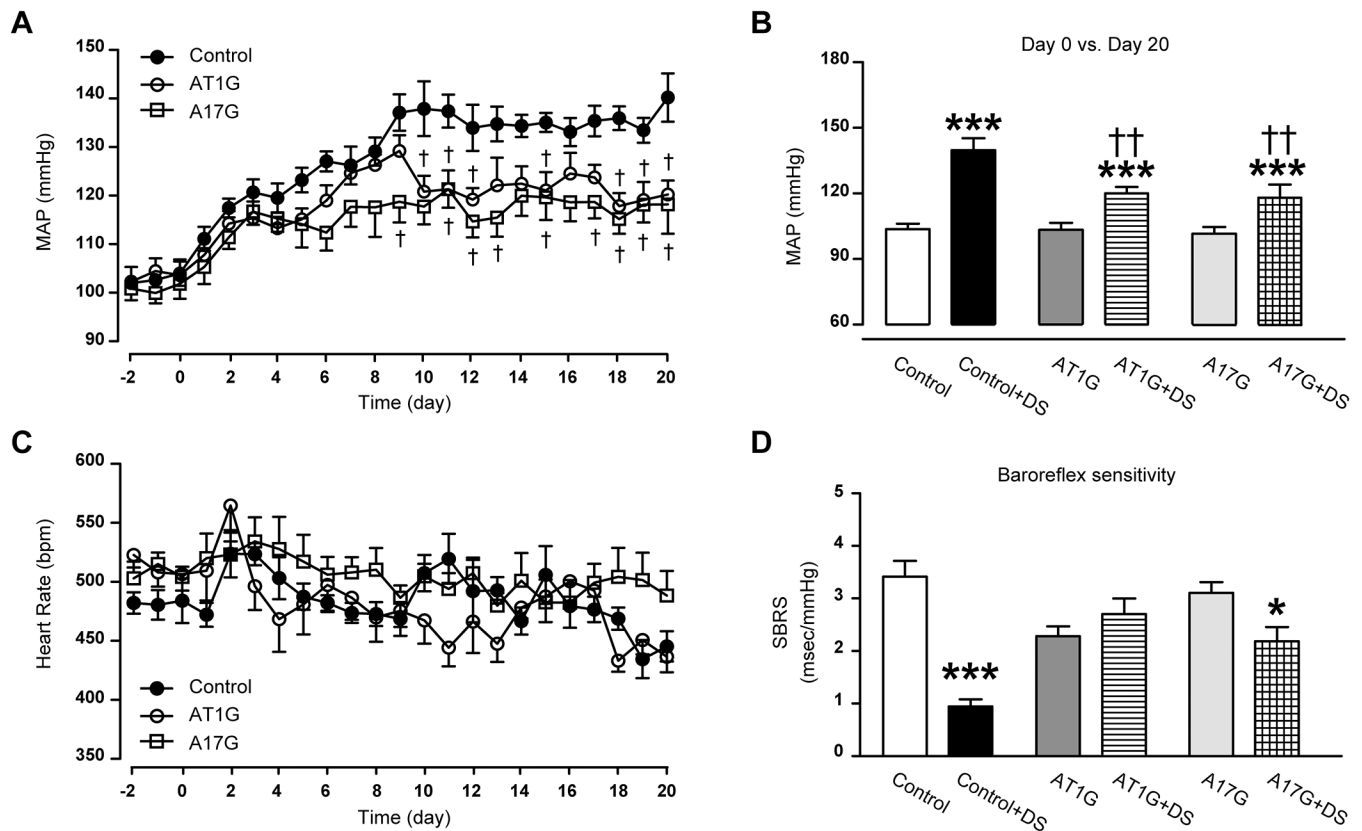 A
150
140
130
120
110
100
90
MAP (mmHg)
Control
AT1G
A17G
† † † † † † †
† † † † † † †
-2 0 2 4 6 8 10 12 14 16 18 20
Time (day)
B
Day 0 vs. Day 20
180
150
120
90
60
MAP (mmHg)
***
††
***
††
***
Control
Control+DS
AT1G
AT1G+DS
A17G
A17G+DS
C
600
550
500
450
400
350
Heart Rate (bpm)
Control
AT1G
A17G
-2 0 2 4 6 8 10 12 14 16 18 20
Time (day)
D
Baroreflex sensitivity
5
4
3
2
1
0
SBRS
(msec/mmHg)
***
*
Control
Control+DS
AT1G
AT1G+DS
A17G
A17G+DS